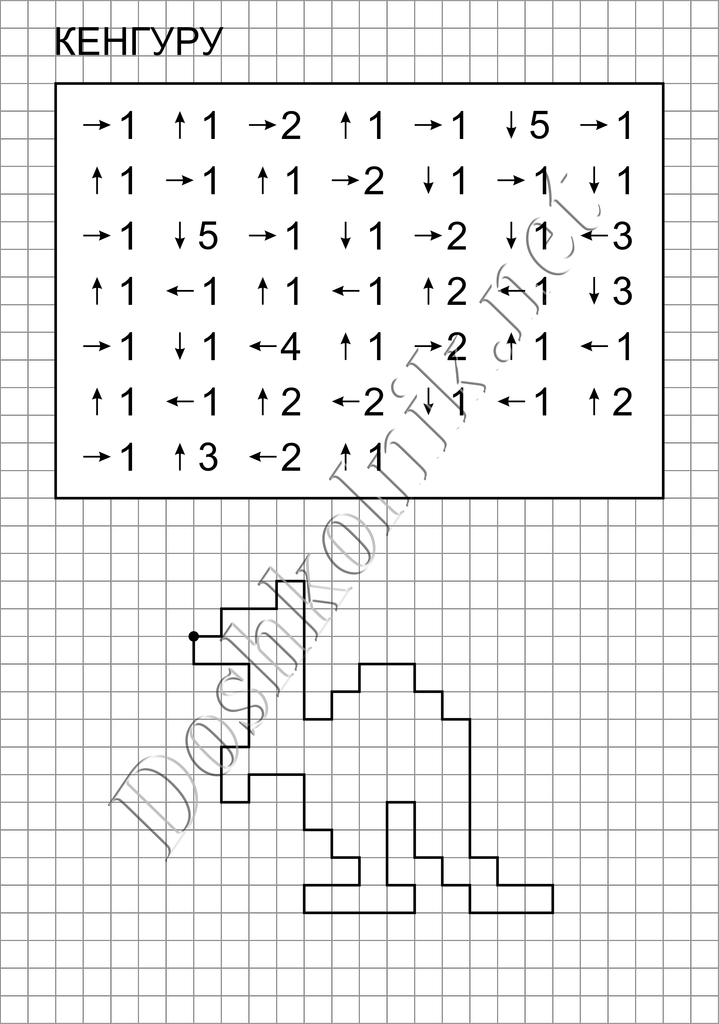 КЕНГУРУ
→1 ↑1 →2 ↑1 →1 ↓5 →1
↑1 →1 ↑1 →2 ↓1 →1 ↓1
→1 ↓5 →1 ↓1 →2 ↓1 ←3
↑1 ←1 ↑1 ←1 ↑2 ←1 ↓3
→1 ↓1 ←4 ↑1 →2 ↑1 ←1
↑1 ←1 ↑2 ←2 ↓1 ←1 ↑2
→1 ↑3 ←2 ↑1
Doshkolnik.net